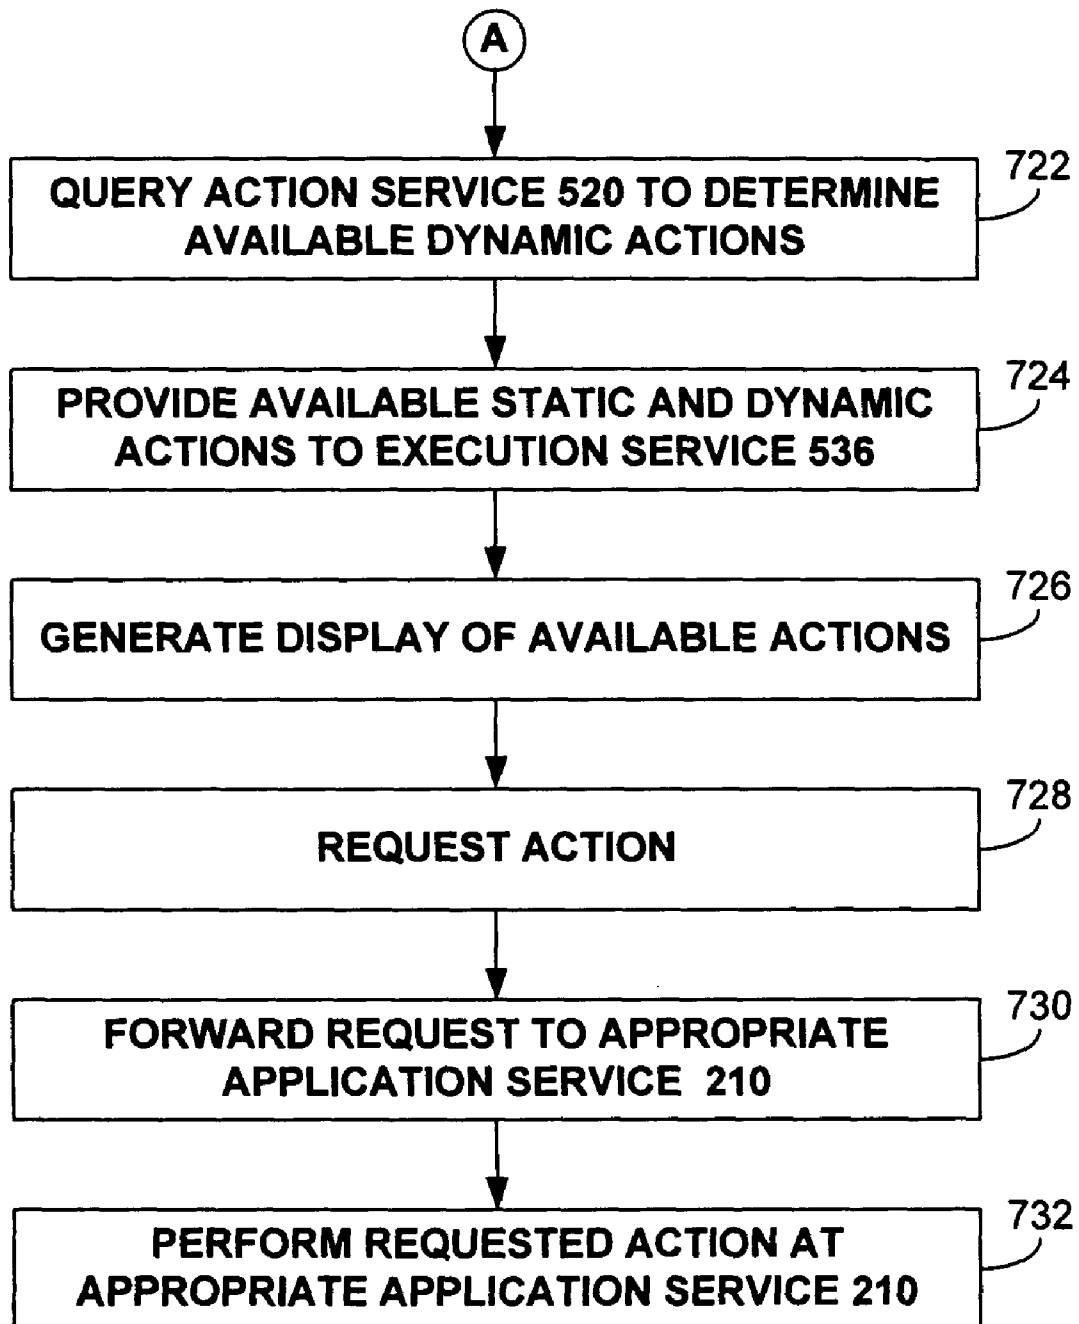 A
722
QUERY ACTION SERVICE 520 TO DETERMINE
AVAILABLE DYNAMIC ACTIONS
724
PROVIDE AVAILABLE STATIC AND DYNAMIC
ACTIONS TO EXECUTION SERVICE 536
726
GENERATE DISPLAY OF AVAILABLE ACTIONS
728
REQUEST ACTION
730
FORWARD REQUEST TO APPROPRIATE
APPLICATION SERVICE 210
732
PERFORM REQUESTED ACTION AT
APPROPRIATE APPLICATION SERVICE 210